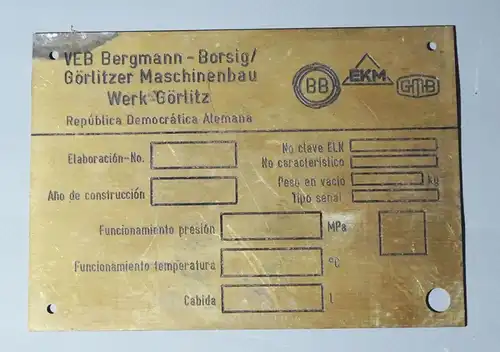 VEB Bergmann-Borsig/
Görlitzer Maschinenbau
Werk Görlitz
República Democrática Alemana
BB
EKM
GMB
Elaboración-No.
No clave ELN
No característico
Año de construcción
Peso en vacío kg
Tipo serial
Funcionamiento presión MPa
Funcionamiento temperatura °C
Cabida l